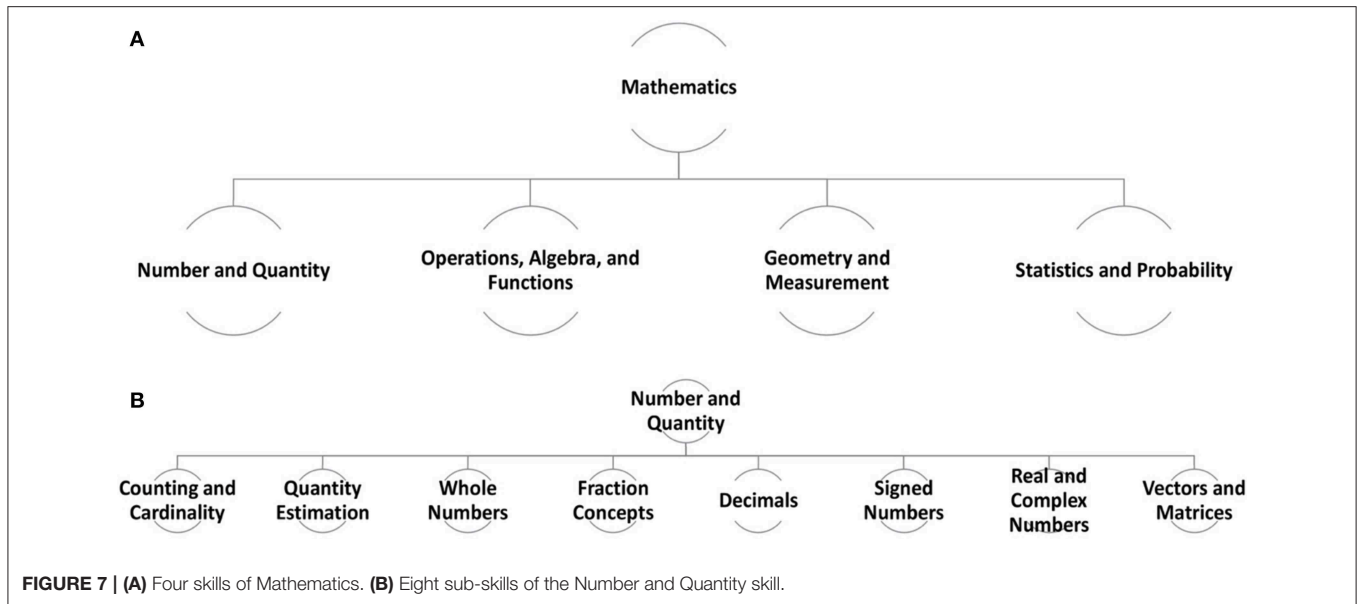 A
Mathematics
Number and Quantity
Operations, Algebra, and
Functions
Geometry and
Measurement
Statistics and Probability
B
Number and
Quantity
Counting and
Cardinality
Quantity
Estimation
Whole
Numbers
Fraction
Concepts
Decimals
Signed
Numbers
Real and
Complex
Numbers
Vectors and
Matrices
FIGURE 7 | (A) Four skills of Mathematics. (B) Eight sub-skills of the Number and Quantity skill.